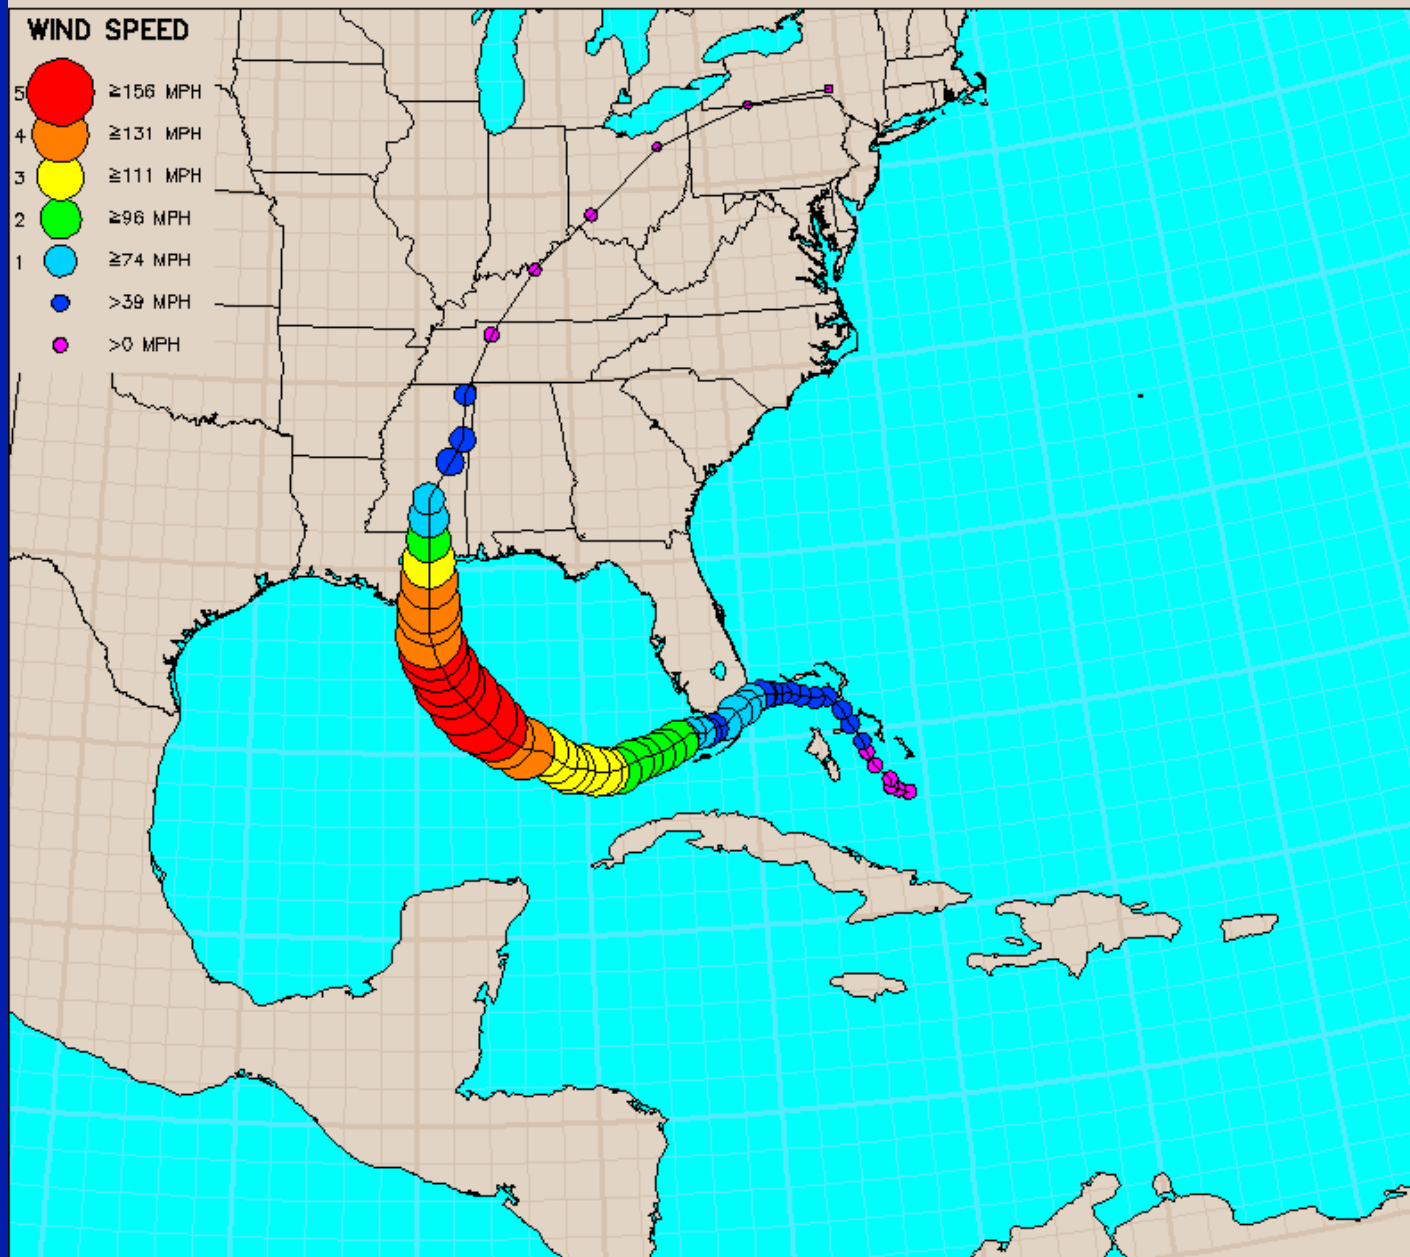 WIND SPEED
5 ≥156 MPH
4 ≥131 MPH
3 ≥111 MPH
2 ≥96 MPH
1 ≥74 MPH
>39 MPH
>0 MPH